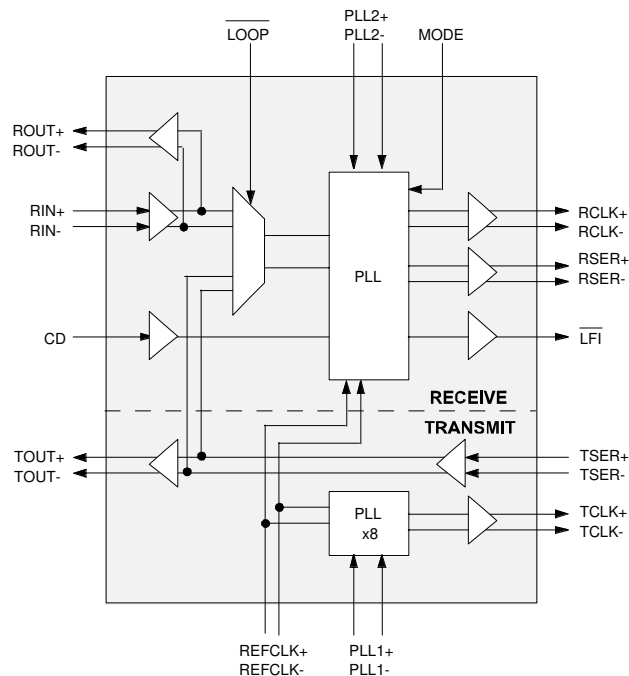 LOOP
PLL2+
PLL2-
MODE
ROUT+
ROUT-
RIN+
RIN-
RCLK+
RCLK-
RSER+
RSER-
PLL
CD
LFI
RECEIVE
TRANSMIT
TOUT+
TOUT-
TSER+
TSER-
PLL
x8
TCLK+
TCLK-
REFCLK+
REFCLK-
PLL1+
PLL1-